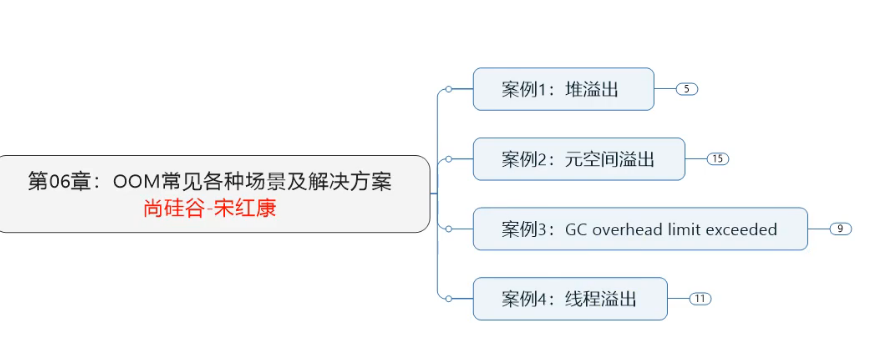 第06章：OOM常见各种场景及解决方案
尚硅谷-宋红康
案例1：堆溢出
5
案例2：元空间溢出
15
案例3：GC overhead limit exceeded
9
案例4：线程溢出
11